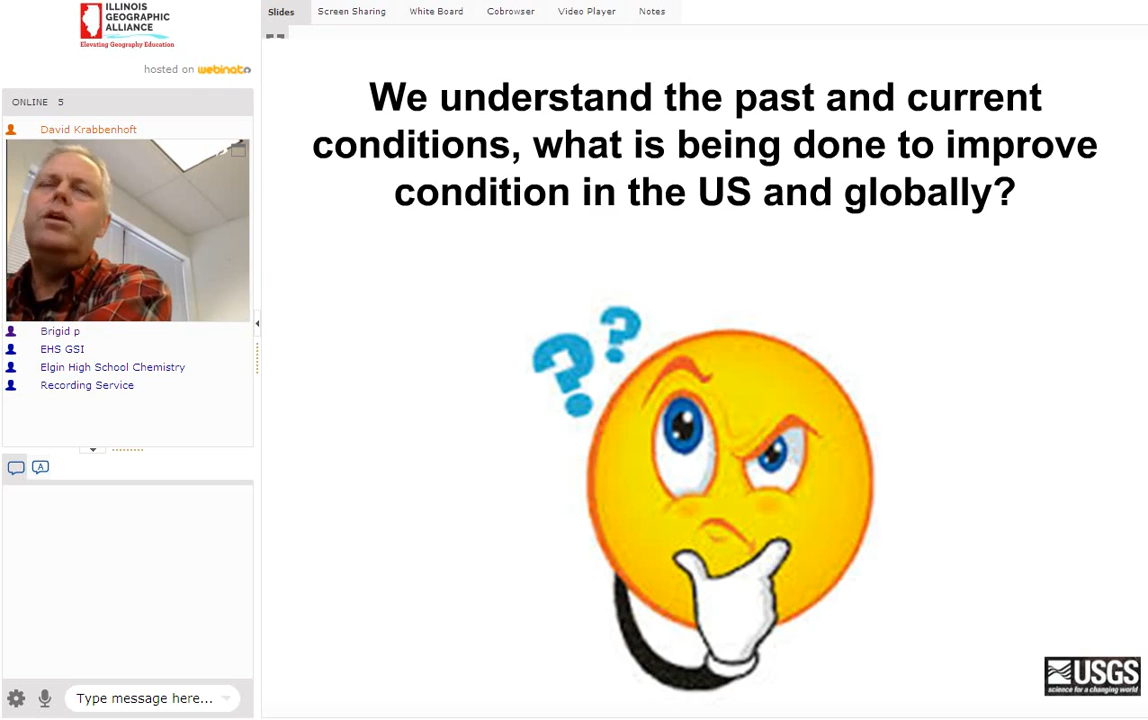 ILLINOIS
GEOGRAPHIC
ALLIANCE
Elevating Geography Education
hosted on webinato
ONLINE 5
David Krabbenhoft
Brigid p
EHS GSI
Elgin High School Chemistry
Recording Service
A
Type message here...
Slides
Screen Sharing
White Board
Cobrowser
Video Player
Notes
We understand the past and current
conditions, what is being done to improve
condition in the US and globally?
? ?
USGS
science for a changing world